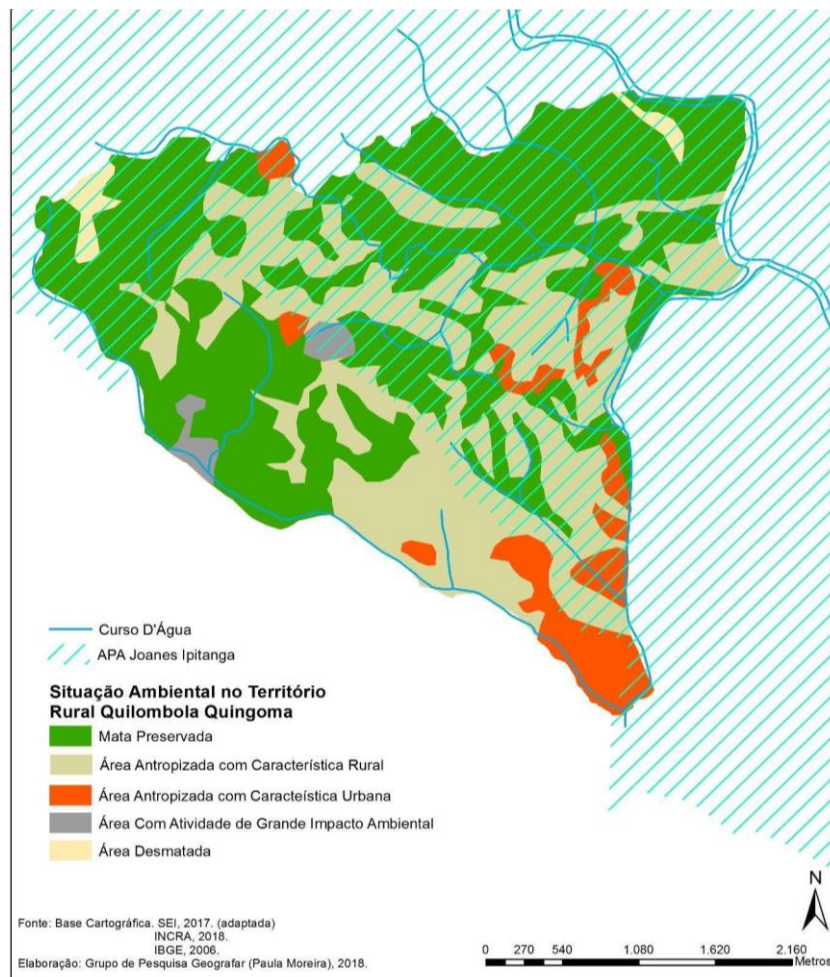 Curso D'Água
APA Joanes Ipitanga
Situação Ambiental no Território
Rural Quilombola Quingoma
Mata Preservada
Área Antropizada com Característica Rural
Área Antropizada com Caracteística Urbana
Área Com Atividade de Grande Impacto Ambiental
Área Desmatada
Fonte: Base Cartográfica. SEI, 2017. (adaptada)
INCRA, 2018.
IBGE, 2006.
Elaboração: Grupo de Pesquisa Geografar (Paula Moreira), 2018.
N
0 270 540 1.080 1.620 2.160
Metros